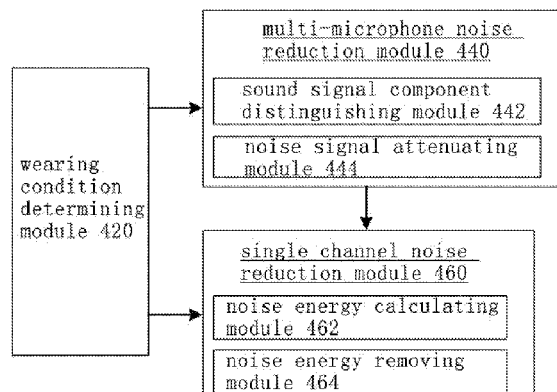 multi-microphone noise
reduction module 440
sound signal component
distinguishing module 442
noise signal attenuating
module 444
wearing
condition
determining
module 420
single channel noise
reduction module 460
noise energy calculating
module 462
noise energy removing
module 464